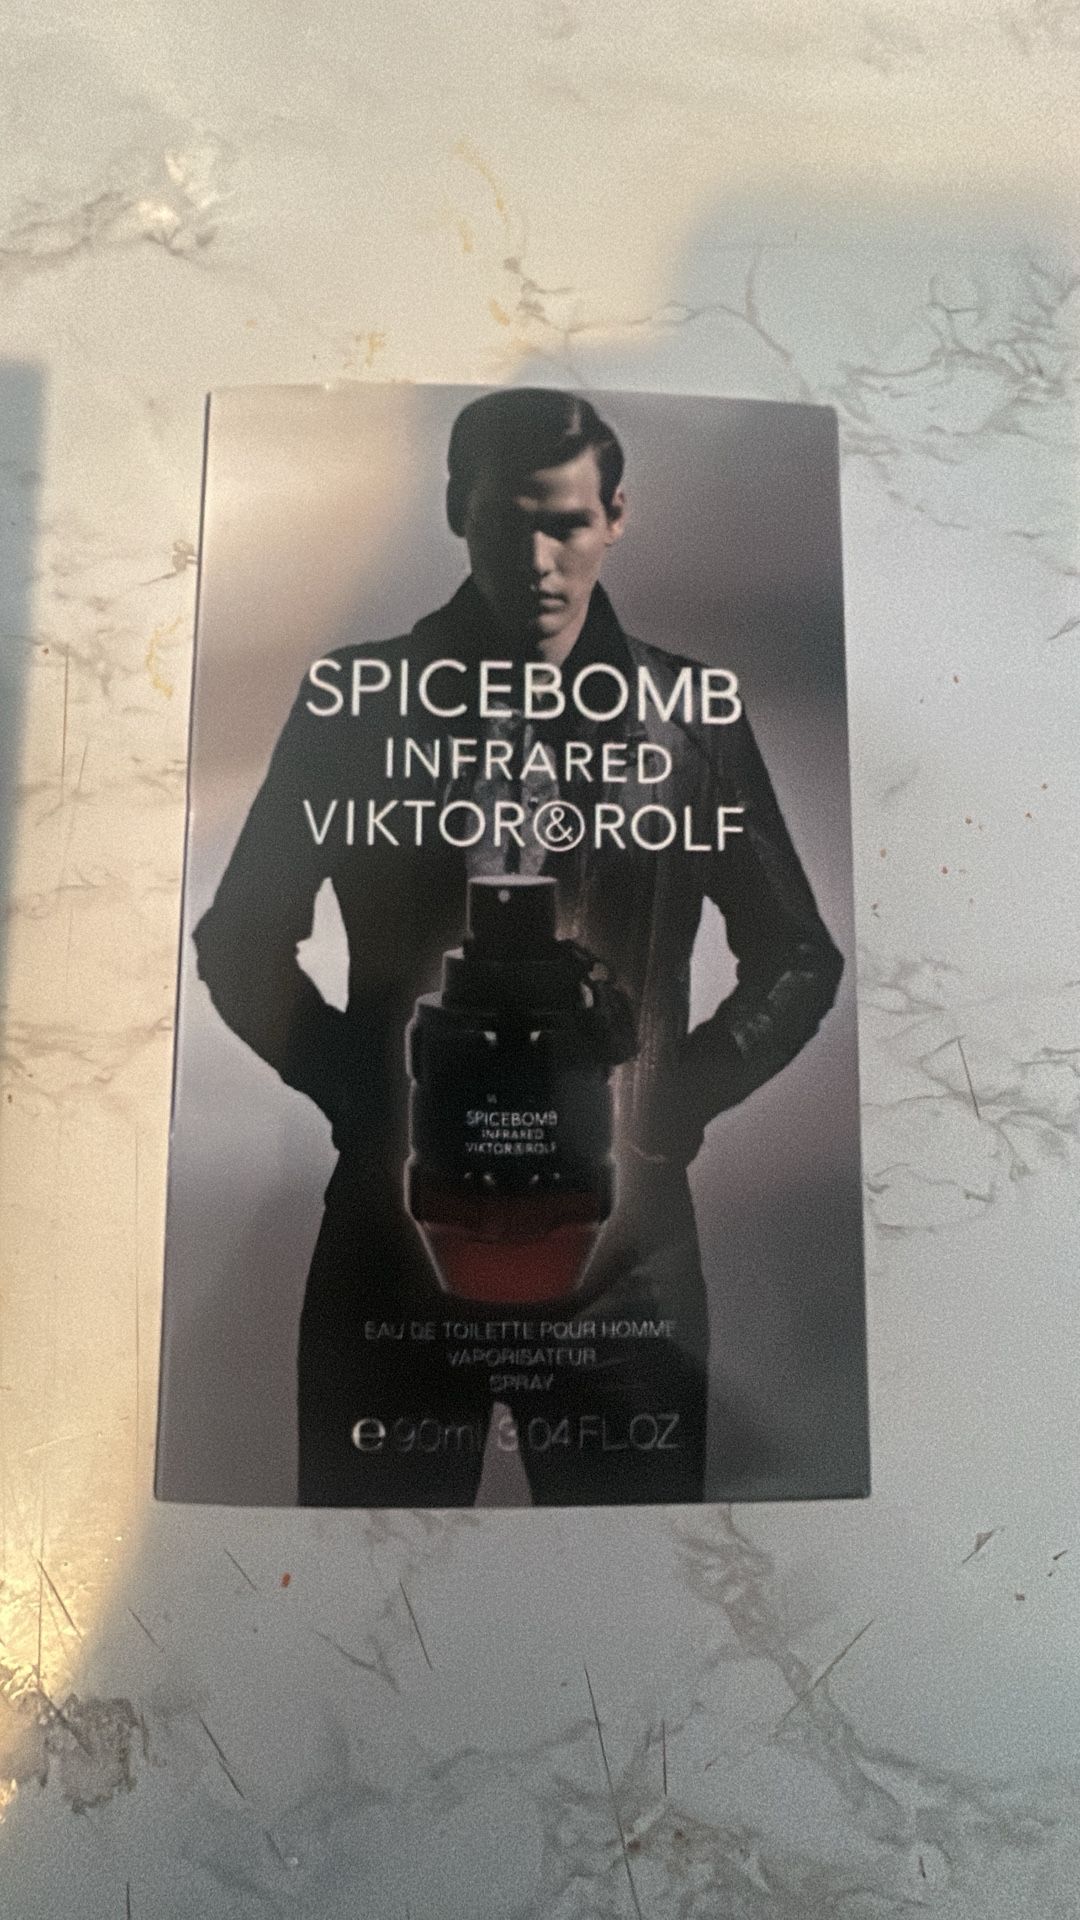 SPICEBOMB
INFRARED
VIKTOR&ROLF
SPICEBOMB
INFRARED
VIKTOR&ROLF
EAU DE TOILETTE POUR HOMME
VAPORISATEUR
SPRAY
e 90ml 3.04 FL.OZ